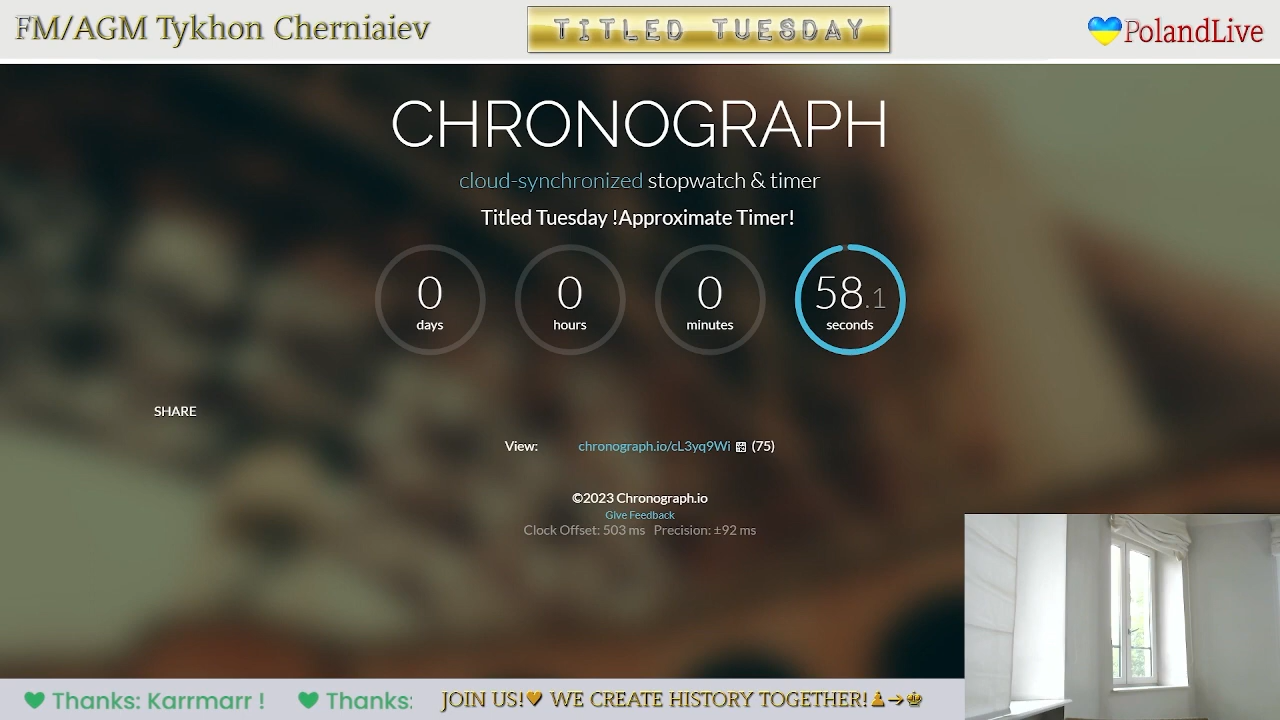 FM/AGM Tykhon Cherniaiev
TITLED TUESDAY
PolandLive
CHRONOGRAPH
cloud-synchronized stopwatch & timer
Titled Tuesday !Approximate Timer!
0 0 0 58.1
days hours minutes seconds
SHARE
View: chronograph.io/cL3yq9Wi (75)
©2023 Chronograph.io
Give Feedback
Clock Offset: 503 ms Precision: ±92 ms
💚 Thanks: Karrmarr ! 💚 Thanks: JOIN US!🧡 WE CREATE HISTORY TOGETHER!♟➔♚